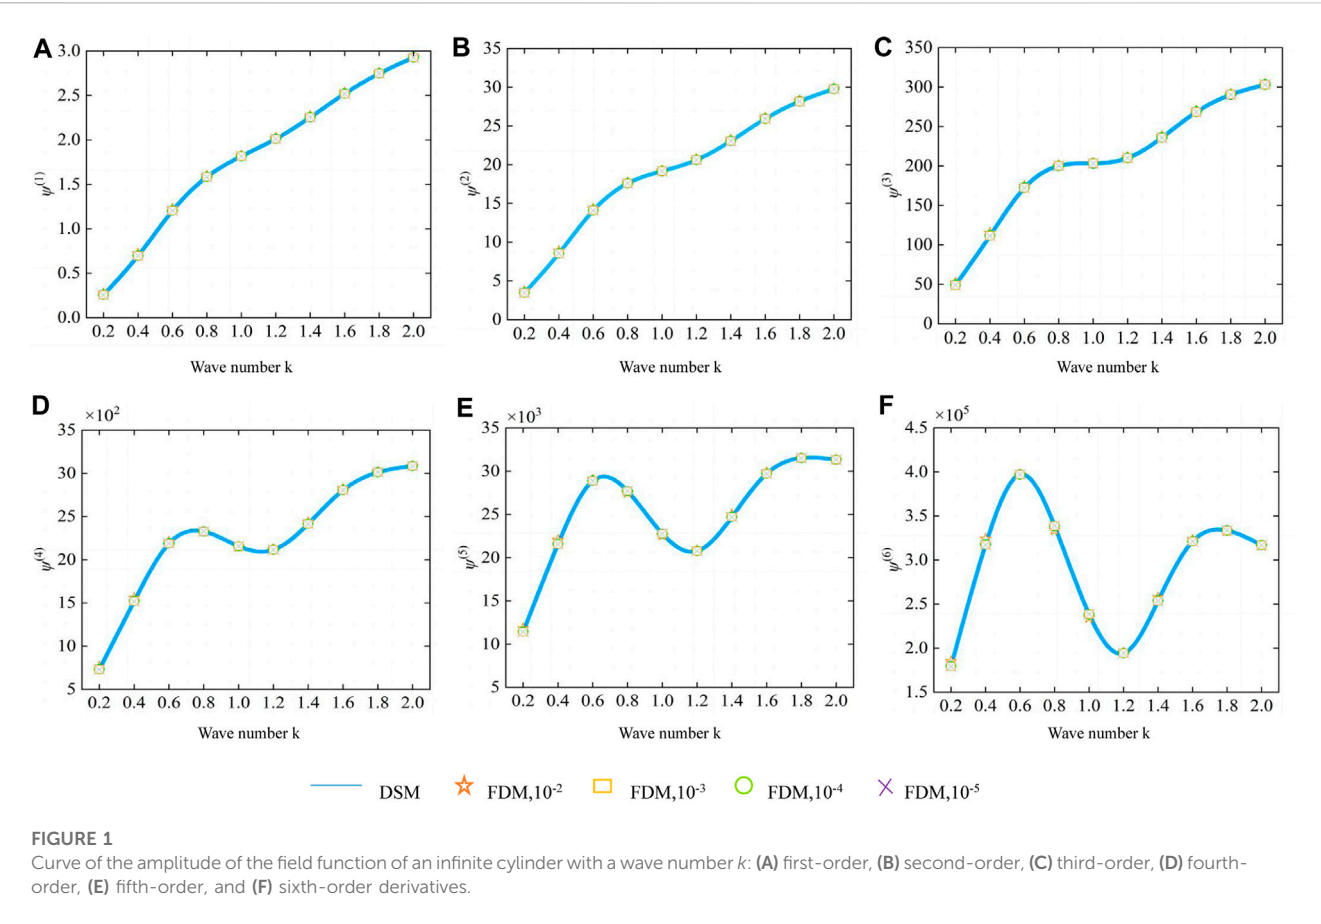 A
3.0
2.5
2.0
1.5
1.0
0.5
0.0
ψ(1)
0.2 0.4 0.6 0.8 1.0 1.2 1.4 1.6 1.8 2.0
Wave number k
B
35
30
25
20
15
10
5
0
ψ(2)
0.2 0.4 0.6 0.8 1.0 1.2 1.4 1.6 1.8 2.0
Wave number k
C
350
300
250
200
150
100
50
0
ψ(3)
0.2 0.4 0.6 0.8 1.0 1.2 1.4 1.6 1.8 2.0
Wave number k
D
×10²
35
30
25
20
15
10
5
ψ(4)
0.2 0.4 0.6 0.8 1.0 1.2 1.4 1.6 1.8 2.0
Wave number k
E
×10³
35
30
25
20
15
10
5
ψ(5)
0.2 0.4 0.6 0.8 1.0 1.2 1.4 1.6 1.8 2.0
Wave number k
F
×10⁵
4.5
4.0
3.5
3.0
2.5
2.0
1.5
ψ(6)
0.2 0.4 0.6 0.8 1.0 1.2 1.4 1.6 1.8 2.0
Wave number k
DSM FDM,10⁻² FDM,10⁻³ FDM,10⁻⁴ FDM,10⁻⁵
FIGURE 1
Curve of the amplitude of the field function of an infinite cylinder with a wave number k: (A) first-order, (B) second-order, (C) third-order, (D) fourth-
order, (E) fifth-order, and (F) sixth-order derivatives.